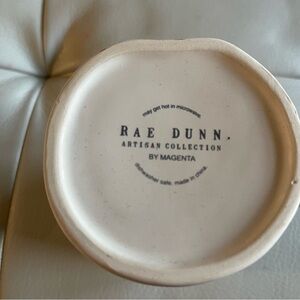 may get hot in microwave.
RAE DUNN.
ARTISAN COLLECTION
BY MAGENTA
dishwasher safe. made in china.